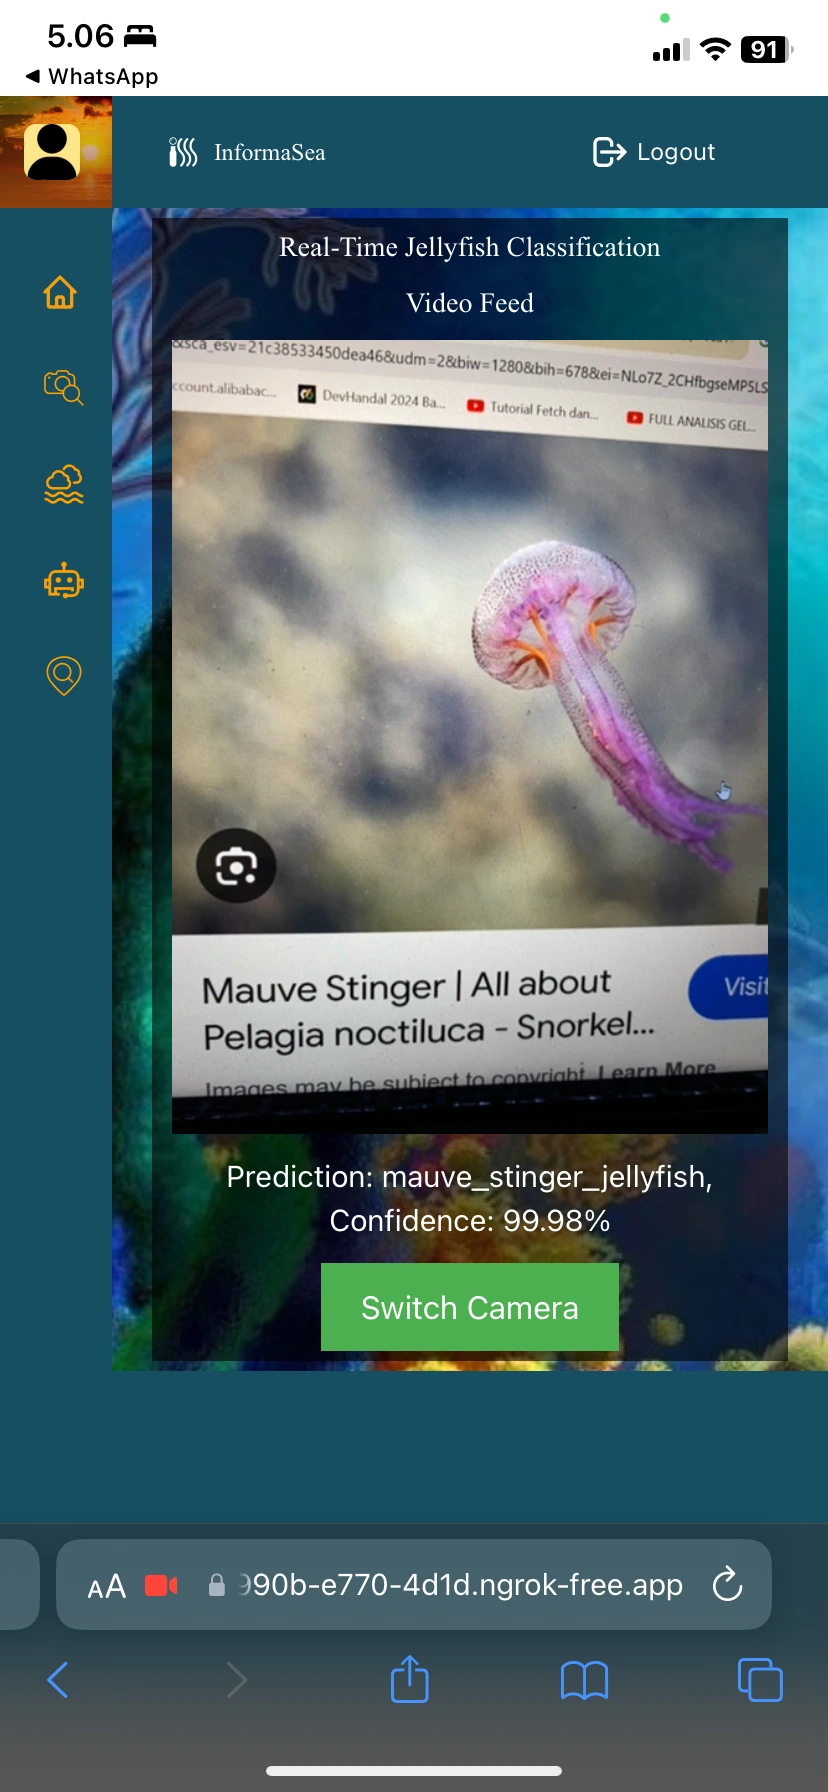 5.06
91
◀ WhatsApp
InformaSea
Logout
Real-Time Jellyfish Classification
Video Feed
&sca_esv=21c38533450dea46&udm=2&biw=1280&bih=678&ei=NLo7Z_2CHfbgseMP5LS
ccount.alibabac...
DevHandal 2024 Ba...
Tutorial Fetch dan...
FULL ANALISIS GEL...
Mauve Stinger | All about
Pelagia noctiluca - Snorkel...
Visit
Images may be subject to copyright. Learn More
Prediction: mauve_stinger_jellyfish,
Confidence: 99.98%
Switch Camera
AA
990b-e770-4d1d.ngrok-free.app